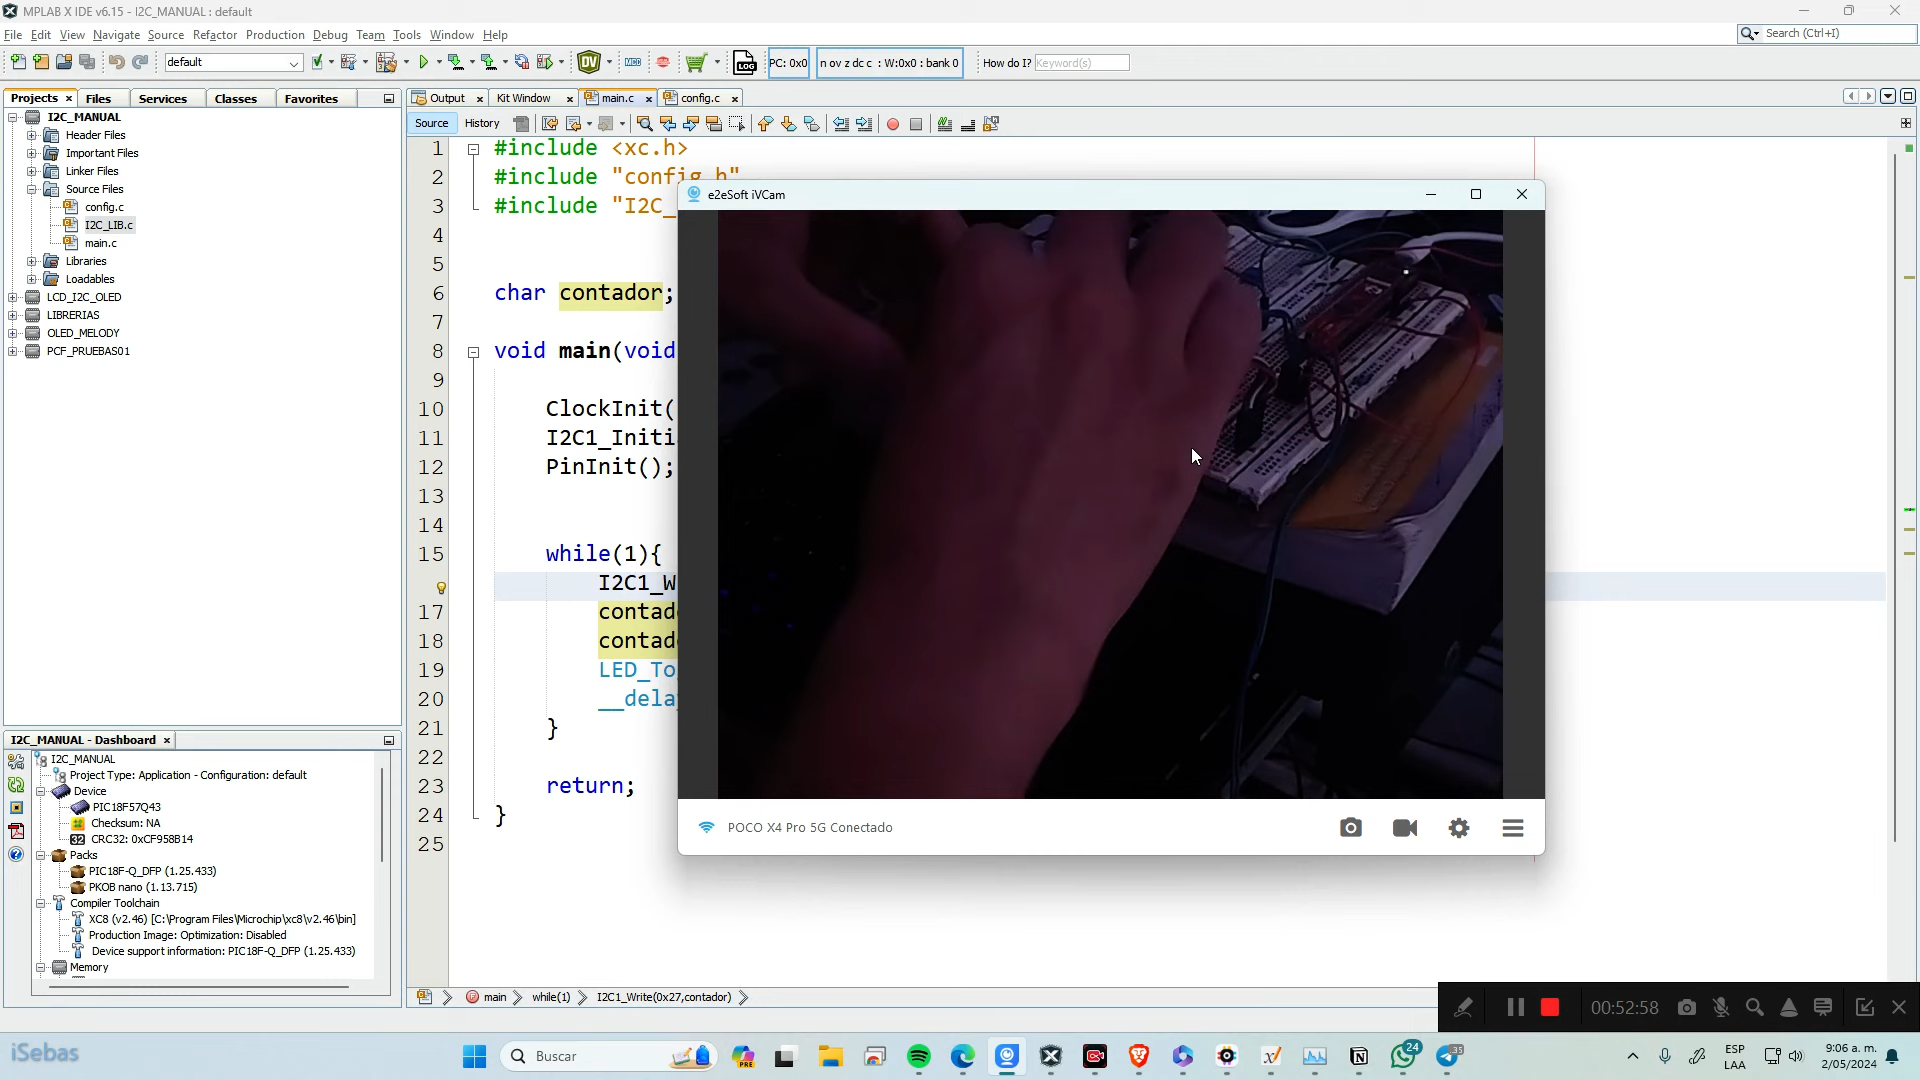 MPLAB X IDE v6.15 - I2C_MANUAL : default
File Edit View Navigate Source Refactor Production Debug Team Tools Window Help
Search (Ctrl+I)
default
PC: 0x0
n ov z dc c : W:0x0 : bank 0
How do I? Keyword(s)
Projects Files Services Classes Favorites
Output Kit Window main.c config.c
Source History
I2C_MANUAL
Header Files
Important Files
Linker Files
Source Files
config.c
I2C_LIB.c
main.c
Libraries
Loadables
LCD_I2C_OLED
LIBRERIAS
OLED_MELODY
PCF_PRUEBAS01
1 #include <xc.h>
2 #include "config.h"
3 #include "I2C_
4
5
6 char contador;
7
8 void main(void
9
10 ClockInit(
11 I2C1_Initi
12 PinInit();
13
14
15 while(1){
I2C1_W
17 contad
18 contad
19 LED_To
20 __dela
21 }
22
23 return;
24 }
25
e2eSoft iVCam
POCO X4 Pro 5G Conectado
I2C_MANUAL - Dashboard
I2C_MANUAL
Project Type: Application - Configuration: default
Device
PIC18F57Q43
Checksum: NA
CRC32: 0xCF958B14
Packs
PIC18F-Q_DFP (1.25.433)
PKOB nano (1.13.715)
Compiler Toolchain
XC8 (v2.46) [C:\Program Files\Microchip\xc8\v2.46\bin]
Production Image: Optimization: Disabled
Device support information: PIC18F-Q_DFP (1.25.433)
Memory
main while(1) I2C1_Write(0x27,contador)
00:52:58
iSebas
Buscar
PRE
24
35
ESP
LAA
9:06 a. m.
2/05/2024